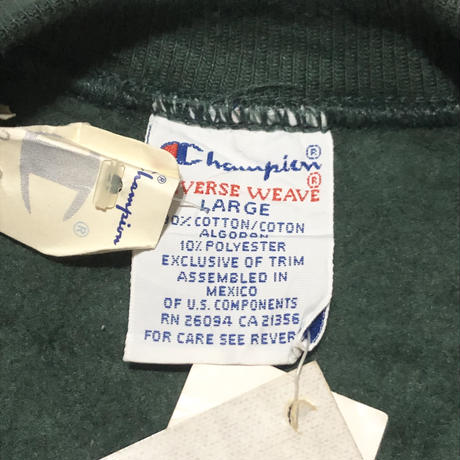 Champion®
VERSE WEAVE®
LARGE
0% COTTON/COTON
ALGODON
10% POLYESTER
EXCLUSIVE OF TRIM
ASSEMBLED IN
MEXICO
OF U.S. COMPONENTS
RN 26094 CA 21356
FOR CARE SEE REVER
Champion
®